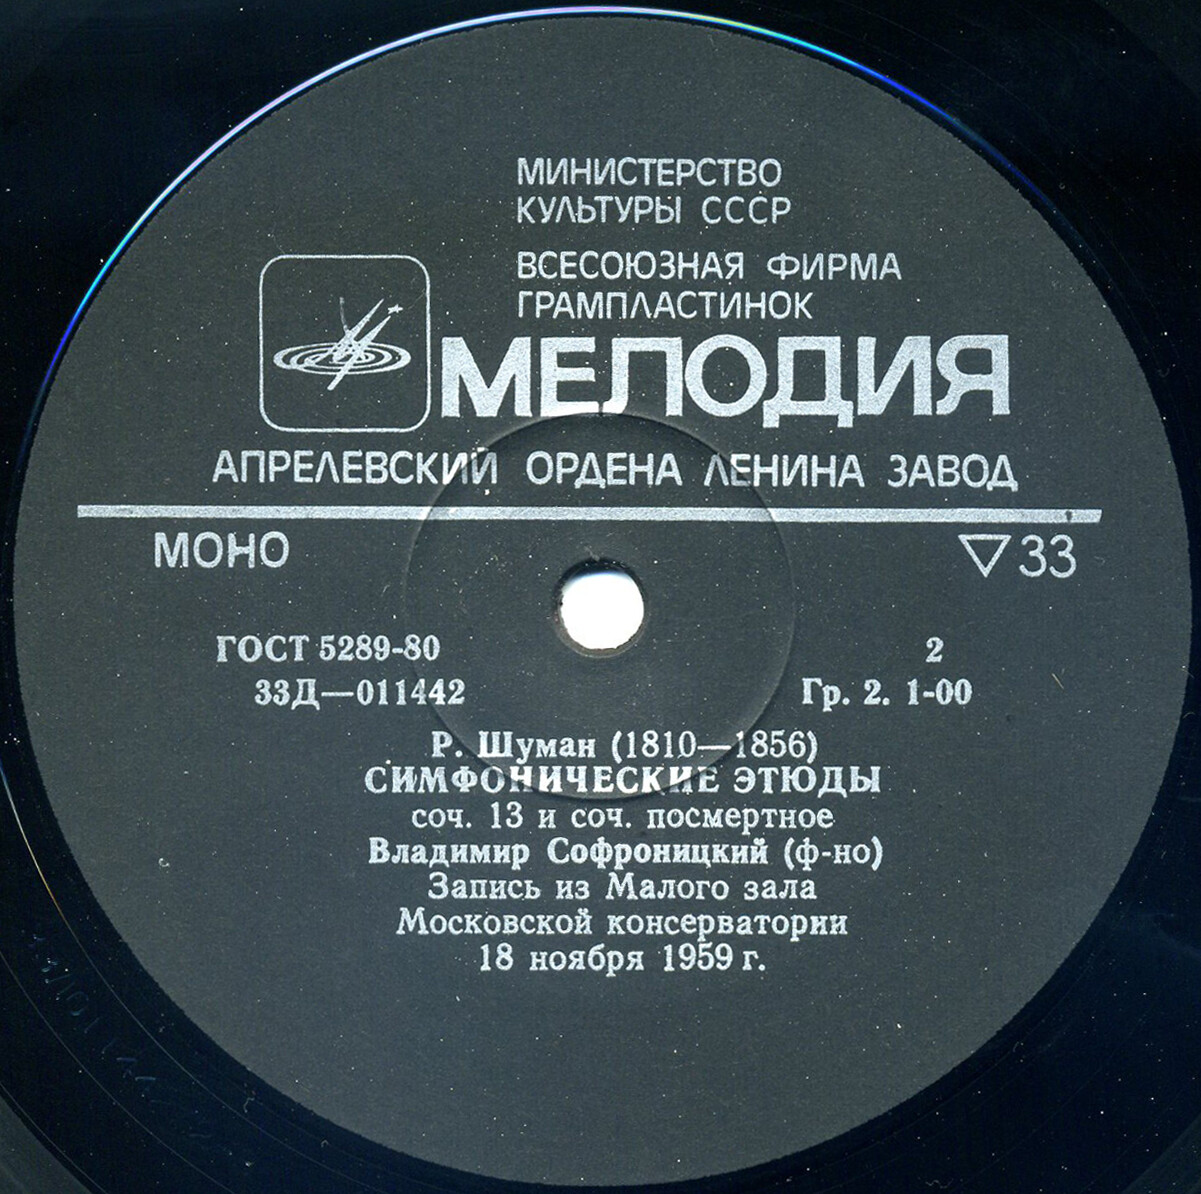 МИНИСТЕРСТВО
КУЛЬТУРЫ СССР
ВСЕСОЮЗНАЯ ФИРМА
ГРАМПЛАСТИНОК
МЕЛОДИЯ
АПРЕЛЕВСКИЙ ОРДЕНА ЛЕНИНА ЗАВОД
МОНО
▽33
ГОСТ 5289-80
2
33Д—011442
Гр. 2. 1-00
Р. Шуман (1810—1856)
СИМФОНИЧЕСКИЕ ЭТЮДЫ
соч. 13 и соч. посмертное
Владимир Софроницкий (ф-но)
Запись из Малого зала
Московской консерватории
18 ноября 1959 г.